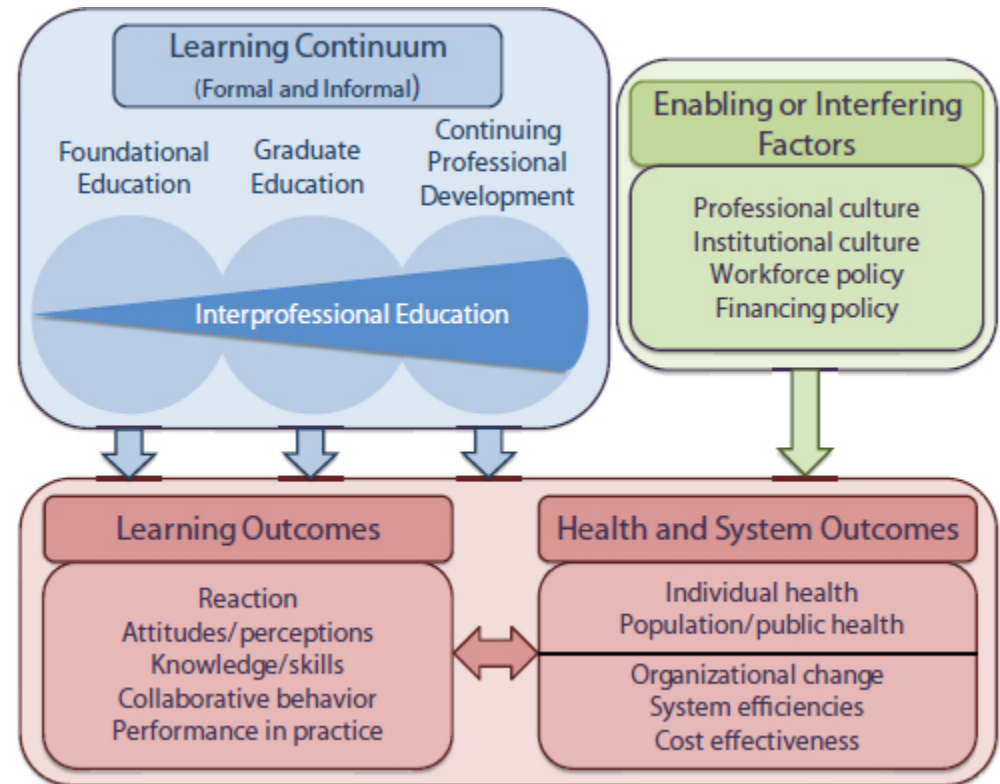 Learning Continuum
(Formal and Informal)
Foundational
Education
Graduate
Education
Continuing
Professional
Development
Interprofessional Education
Enabling or Interfering
Factors
Professional culture
Institutional culture
Workforce policy
Financing policy
Learning Outcomes
Reaction
Attitudes/perceptions
Knowledge/skills
Collaborative behavior
Performance in practice
Health and System Outcomes
Individual health
Population/public health
Organizational change
System efficiencies
Cost effectiveness